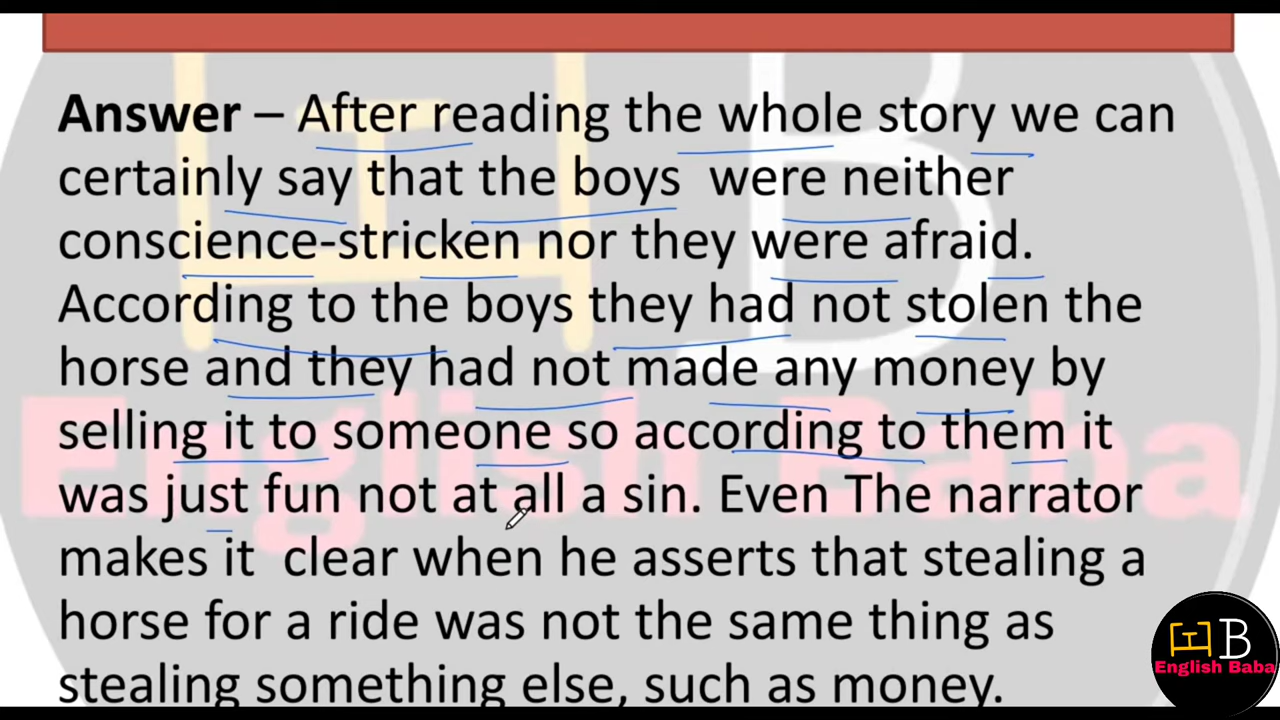 Answer – After reading the whole story we can
certainly say that the boys  were neither
conscience-stricken nor they were afraid.
According to the boys they had not stolen the
horse and they had not made any money by
selling it to someone so according to them it
was just fun not at all a sin. Even The narrator
makes it  clear when he asserts that stealing a
horse for a ride was not the same thing as
stealing something else, such as money.
B
English Baba
B
English Baba